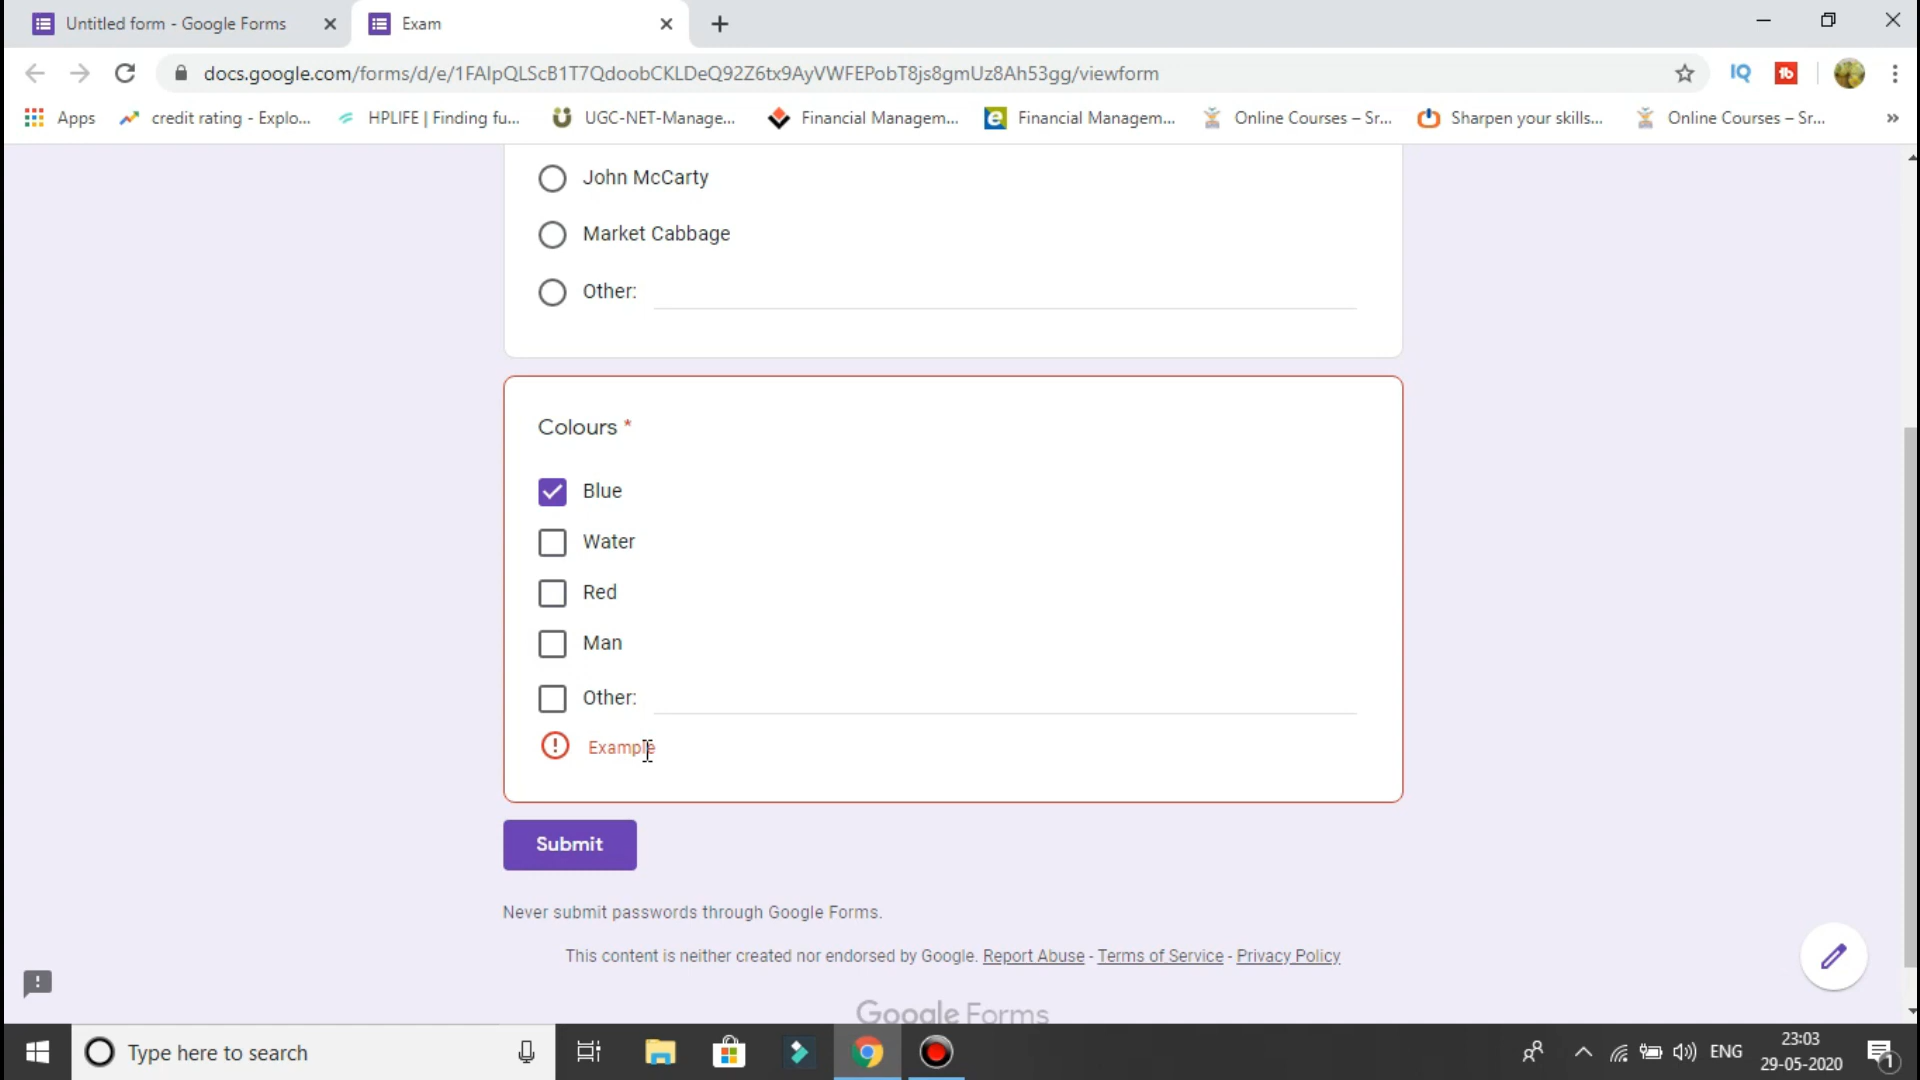 Untitled form - Google Forms
Exam
docs.google.com/forms/d/e/1FAIpQLScB1T7QdoobCKLDeQ92Z6tx9AyVWFEPobT8js8gmUz8Ah53gg/viewform
IQ
Apps
credit rating - Explo...
HPLIFE | Finding fu...
UGC-NET-Manage...
Financial Managem...
Financial Managem...
Online Courses – Sr...
Sharpen your skills...
Online Courses – Sr...
John McCarty
Market Cabbage
Other:
Colours *
Blue
Water
Red
Man
Other:
Example
Submit
Never submit passwords through Google Forms.
This content is neither created nor endorsed by Google. Report Abuse - Terms of Service - Privacy Policy
Google Forms
Type here to search
ENG
23:03
29-05-2020
1